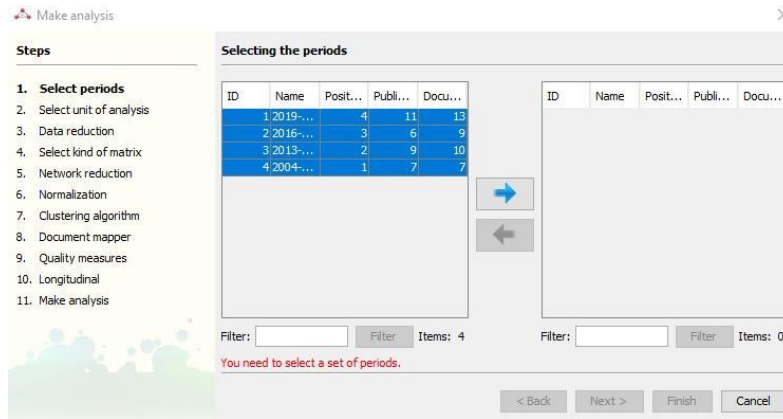 Make analysis
Steps
1. Select periods
2. Select unit of analysis
3. Data reduction
4. Select kind of matrix
5. Network reduction
6. Normalization
7. Clustering algorithm
8. Document mapper
9. Quality measures
10. Longitudinal
11. Make analysis
Selecting the periods
ID Name Posit... Publi... Docu...
1 2019-... 4 11 13
2 2016-... 3 6 9
3 2013-... 2 9 10
4 2004-... 1 7 7
Filter: Filter Items: 4
You need to select a set of periods.
ID Name Posit... Publi... Docu...
Filter: Filter Items: 0
< Back Next > Finish Cancel